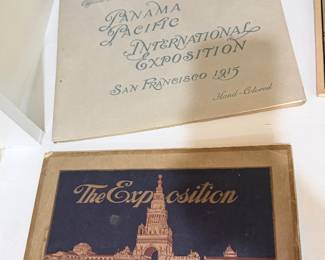 Panama
Pacific
International
Exposition
San Francisco 1915
Hand-Colored
The Exposition